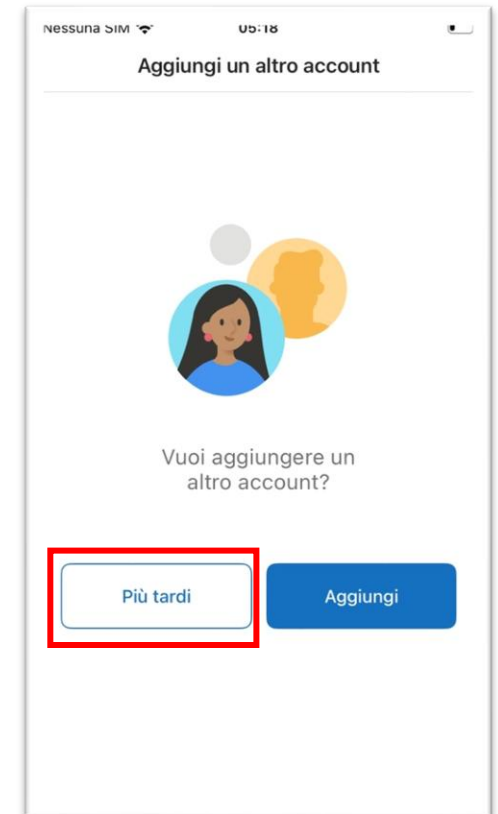 Nessuna SIM 05:18
Aggiungi un altro account
Vuoi aggiungere un
altro account?
Più tardi Aggiungi